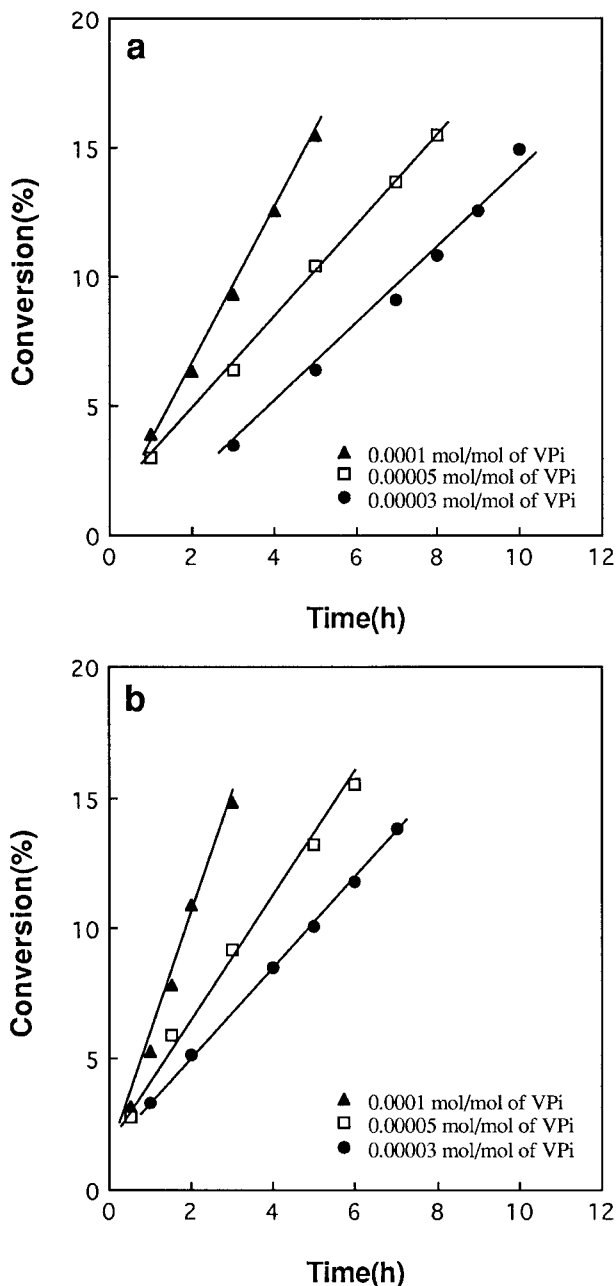 a
20
15
10
5
0
Conversion(%)
▲ 0.0001 mol/mol of VPi
□ 0.00005 mol/mol of VPi
● 0.00003 mol/mol of VPi
0 2 4 6 8 10 12
Time(h)
b
20
15
10
5
0
Conversion(%)
▲ 0.0001 mol/mol of VPi
□ 0.00005 mol/mol of VPi
● 0.00003 mol/mol of VPi
0 2 4 6 8 10 12
Time(h)